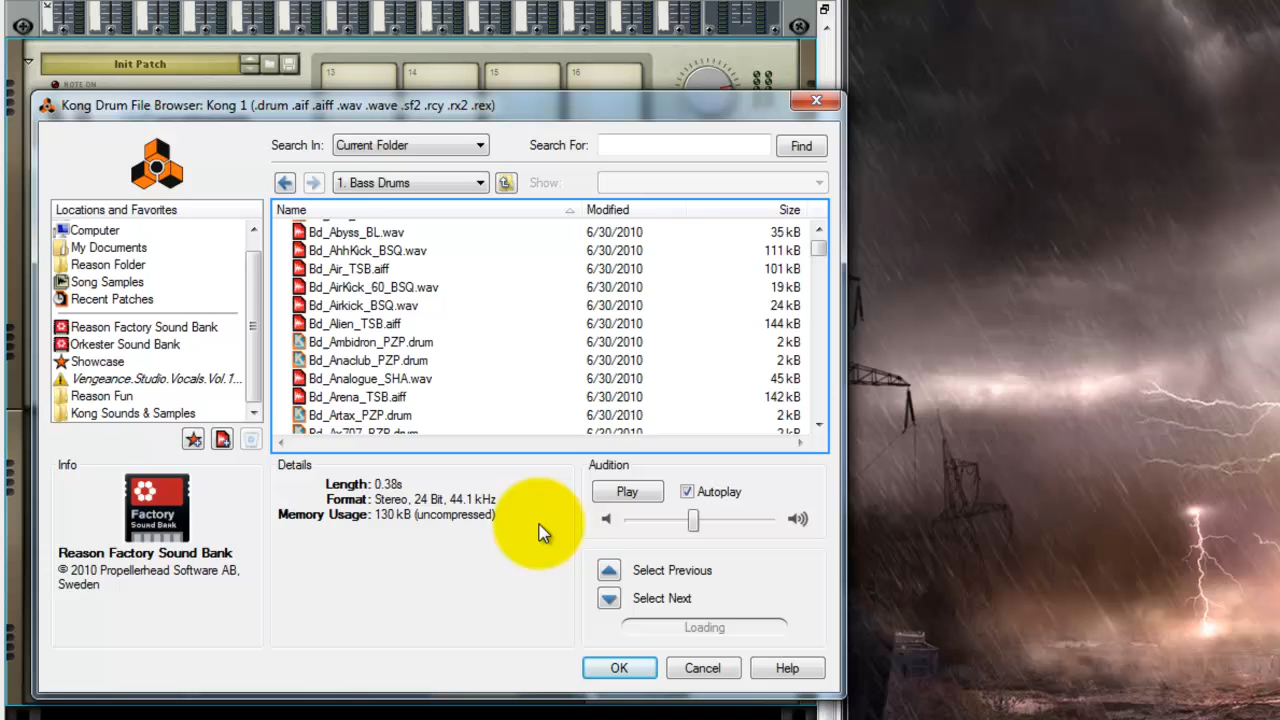 Init Patch
13 14 15 16
NOTE ON
Kong Drum File Browser: Kong 1 (.drum .aif .aiff .wav .wave .sf2 .rcy .rx2 .rex)
Search In: Current Folder Search For: Find
1. Bass Drums Show:
Locations and Favorites
Computer
My Documents
Reason Folder
Song Samples
Recent Patches
Reason Factory Sound Bank
Orkester Sound Bank
Showcase
Vengeance.Studio.Vocals.Vol.1...
Reason Fun
Kong Sounds & Samples
Name Modified Size
Bd_Abyss_BL.wav 6/30/2010 35 kB
Bd_AhhKick_BSQ.wav 6/30/2010 111 kB
Bd_Air_TSB.aiff 6/30/2010 101 kB
Bd_AirKick_60_BSQ.wav 6/30/2010 19 kB
Bd_Airkick_BSQ.wav 6/30/2010 24 kB
Bd_Alien_TSB.aiff 6/30/2010 144 kB
Bd_Ambidron_PZP.drum 6/30/2010 2 kB
Bd_Anaclub_PZP.drum 6/30/2010 2 kB
Bd_Analogue_SHA.wav 6/30/2010 45 kB
Bd_Arena_TSB.aiff 6/30/2010 142 kB
Bd_Artax_PZP.drum 6/30/2010 2 kB
Bd_Ax707_PZP.drum 6/30/2010 2 kB
Info
Factory
Sound Bank
Reason Factory Sound Bank
© 2010 Propellerhead Software AB,
Sweden
Details
Length: 0.38s
Format: Stereo, 24 Bit, 44.1 kHz
Memory Usage: 130 kB (uncompressed)
Audition
Play Autoplay
Select Previous
Select Next
Loading
OK Cancel Help